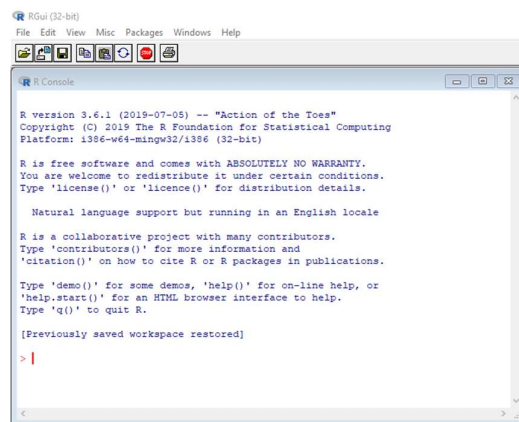 RGui (32-bit)
File Edit View Misc Packages Windows Help
STOP
R Console
R version 3.6.1 (2019-07-05) -- "Action of the Toes"
Copyright (C) 2019 The R Foundation for Statistical Computing
Platform: i386-w64-mingw32/i386 (32-bit)
R is free software and comes with ABSOLUTELY NO WARRANTY.
You are welcome to redistribute it under certain conditions.
Type 'license()' or 'licence()' for distribution details.
Natural language support but running in an English locale
R is a collaborative project with many contributors.
Type 'contributors()' for more information and
'citation()' on how to cite R or R packages in publications.
Type 'demo()' for some demos, 'help()' for on-line help, or
'help.start()' for an HTML browser interface to help.
Type 'q()' to quit R.
[Previously saved workspace restored]
>